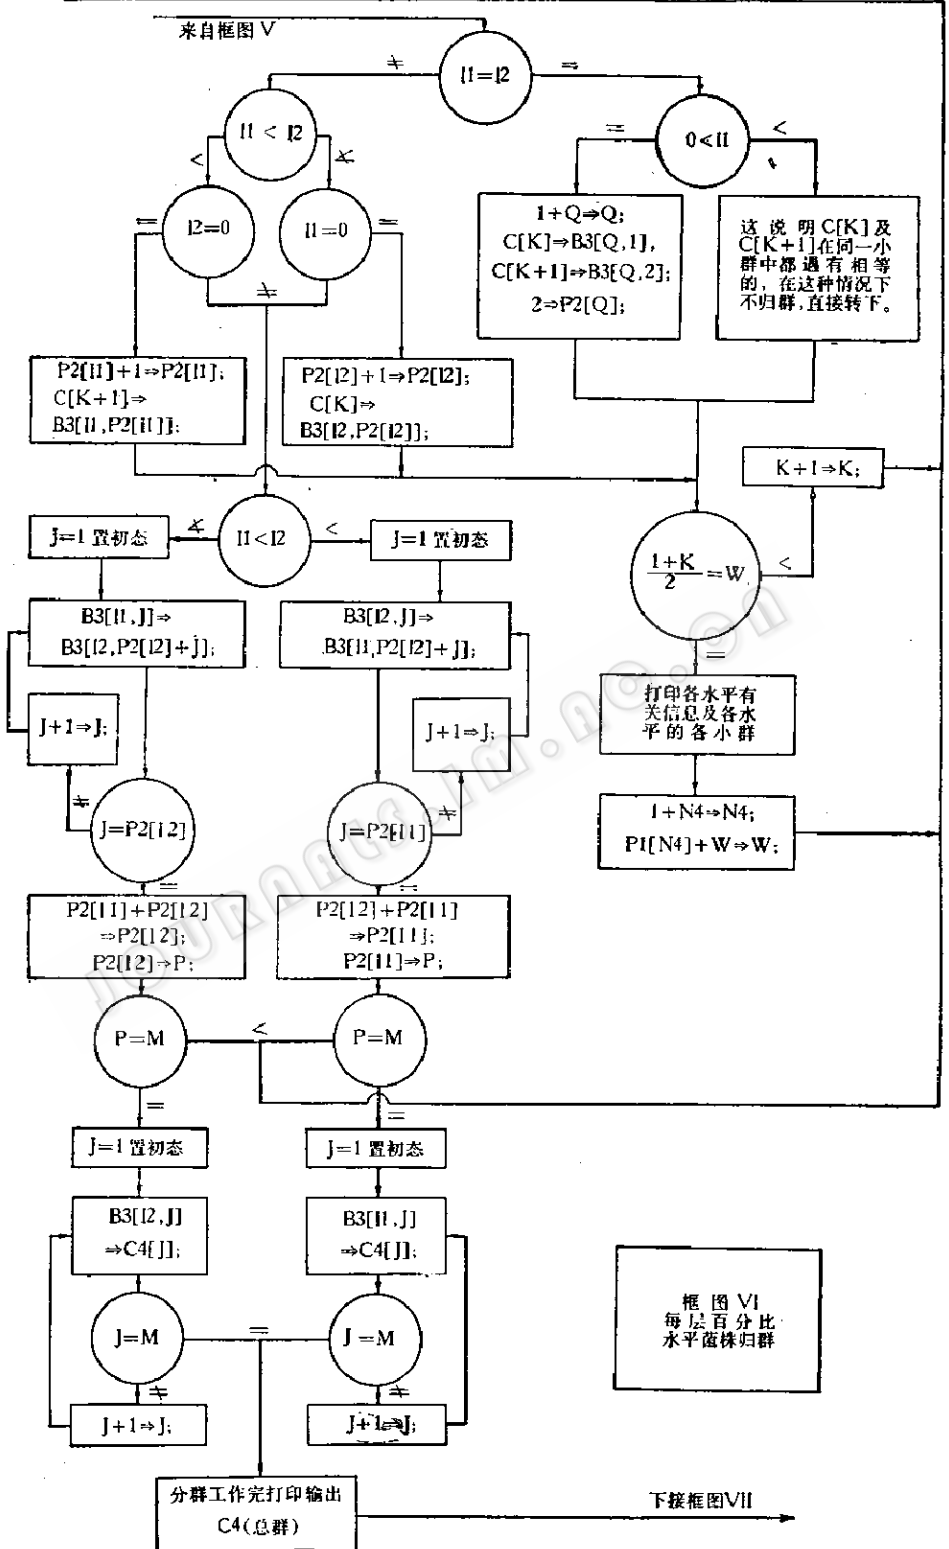 来自框图 V
≠
I1=I2
=
I1 < I2
=
0<I1
<
<
≮
I2=0
I1=0
=
=
≠
1+Q⇒Q;
C[K]⇒B3[Q,1],
C[K+1]⇒B3[Q,2];
2⇒P2[Q];
这说明C[K]及
C[K+1]在同一小
群中都遇有相等
的,在这种情况下
不归群,直接转下。
P2[I1]+1⇒P2[I1];
C[K+1]⇒
B3[I1,P2[I1]];
P2[I2]+1⇒P2[I2];
C[K]⇒
B3[I2,P2[I2]];
K+1⇒K;
J=1 置初态
≮
I1<I2
<
J=1 置初态
1+K
2
=W
<
=
B3[I1,J]⇒
B3[I2,P2[I2]+J];
B3[I2,J]⇒
B3[I1,P2[I2]+J];
J+1⇒J;
J+1⇒J;
打印各水平有
关信息及各水
平的各小群
≠
J=P2[I2]
=
J=P2[I1]
≠
=
1+N4⇒N4;
P1[N4]+W⇒W;
P2[I1]+P2[I2]
⇒P2[I2];
P2[I2]⇒P;
P2[I2]+P2[I1]
⇒P2[I1];
P2[I1]⇒P;
P=M
<
P=M
=
=
J=1 置初态
J=1 置初态
B3[I2,J]
⇒C4[J];
B3[I1,J]
⇒C4[J];
J=M
=
J=M
≠
≠
J+1⇒J;
J+1⇒J;
框图 VI
每层百分比
水平菌株归群
分群工作完打印输出
C4(总群)
下接框图VII
JOURNALS.IM.AC.CN